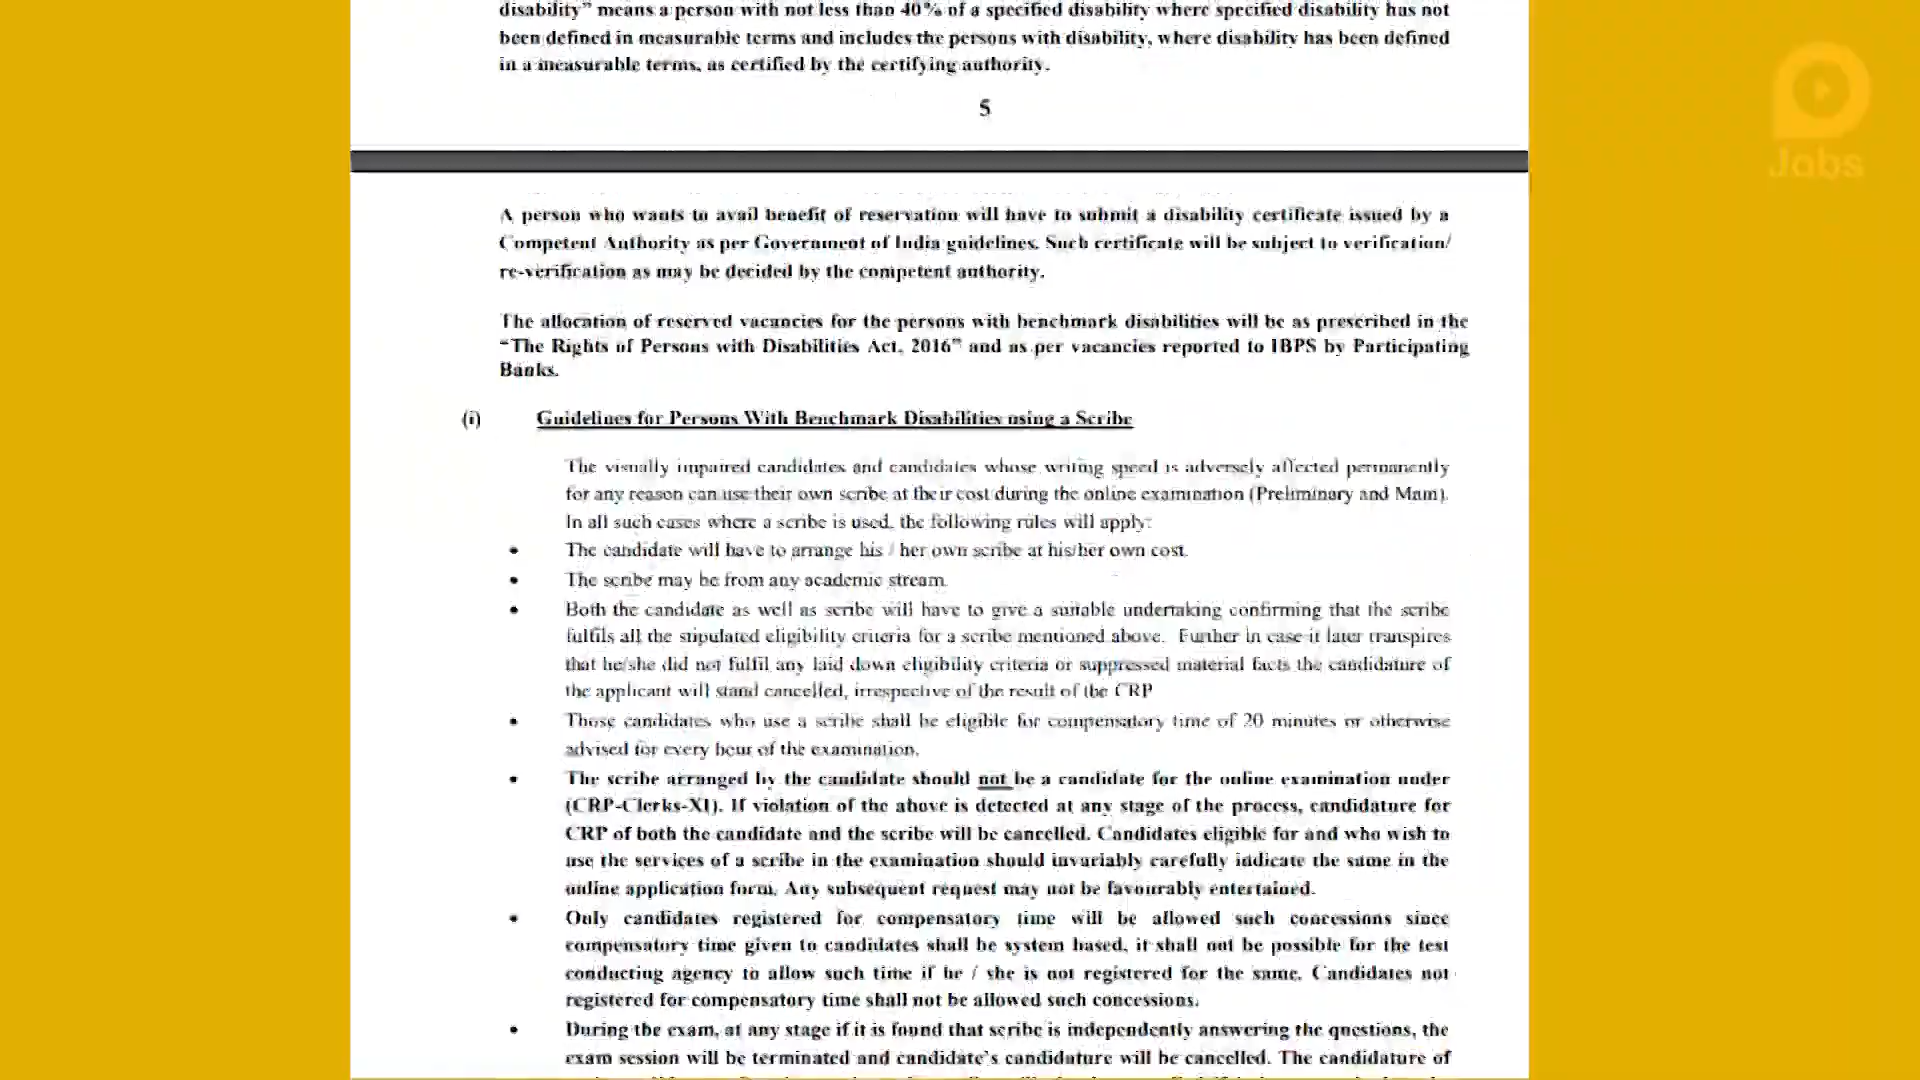 disability” means a person with not less than 40% of a specified disability where specified disability has not
been defined in measurable terms and includes the persons with disability, where disability has been defined
in a measurable terms, as certified by the certifying authority.
5
Jobs
A person who wants to avail benefit of reservation will have to submit a disability certificate issued by a
Competent Authority as per Government of India guidelines. Such certificate will be subject to verification/
re-verification as may be decided by the competent authority.
The allocation of reserved vacancies for the persons with benchmark disabilities will be as prescribed in the
“The Rights of Persons with Disabilities Act, 2016” and as per vacancies reported to IBPS by Participating
Banks.
(i) Guidelines for Persons With Benchmark Disabilities using a Scribe
The visually impaired candidates and candidates whose writing speed is adversely affected permanently
for any reason can use their own scribe at their cost during the online examination (Preliminary and Main).
In all such cases where a scribe is used, the following rules will apply:
• The candidate will have to arrange his / her own scribe at his/her own cost.
• The scribe may be from any academic stream.
• Both the candidate as well as scribe will have to give a suitable undertaking confirming that the scribe
fulfils all the stipulated eligibility criteria for a scribe mentioned above. Further in case it later transpires
that he/she did not fulfil any laid down eligibility criteria or suppressed material facts the candidature of
the applicant will stand cancelled, irrespective of the result of the CRP
• Those candidates who use a scribe shall be eligible for compensatory time of 20 minutes or otherwise
advised for every hour of the examination.
• The scribe arranged by the candidate should not be a candidate for the online examination under
(CRP-Clerks-XI). If violation of the above is detected at any stage of the process, candidature for
CRP of both the candidate and the scribe will be cancelled. Candidates eligible for and who wish to
use the services of a scribe in the examination should invariably carefully indicate the same in the
online application form. Any subsequent request may not be favourably entertained.
• Only candidates registered for compensatory time will be allowed such concessions since
compensatory time given to candidates shall be system based, it shall not be possible for the test
conducting agency to allow such time if he / she is not registered for the same. Candidates not
registered for compensatory time shall not be allowed such concessions.
• During the exam, at any stage if it is found that scribe is independently answering the questions, the
exam session will be terminated and candidate’s candidature will be cancelled. The candidature of